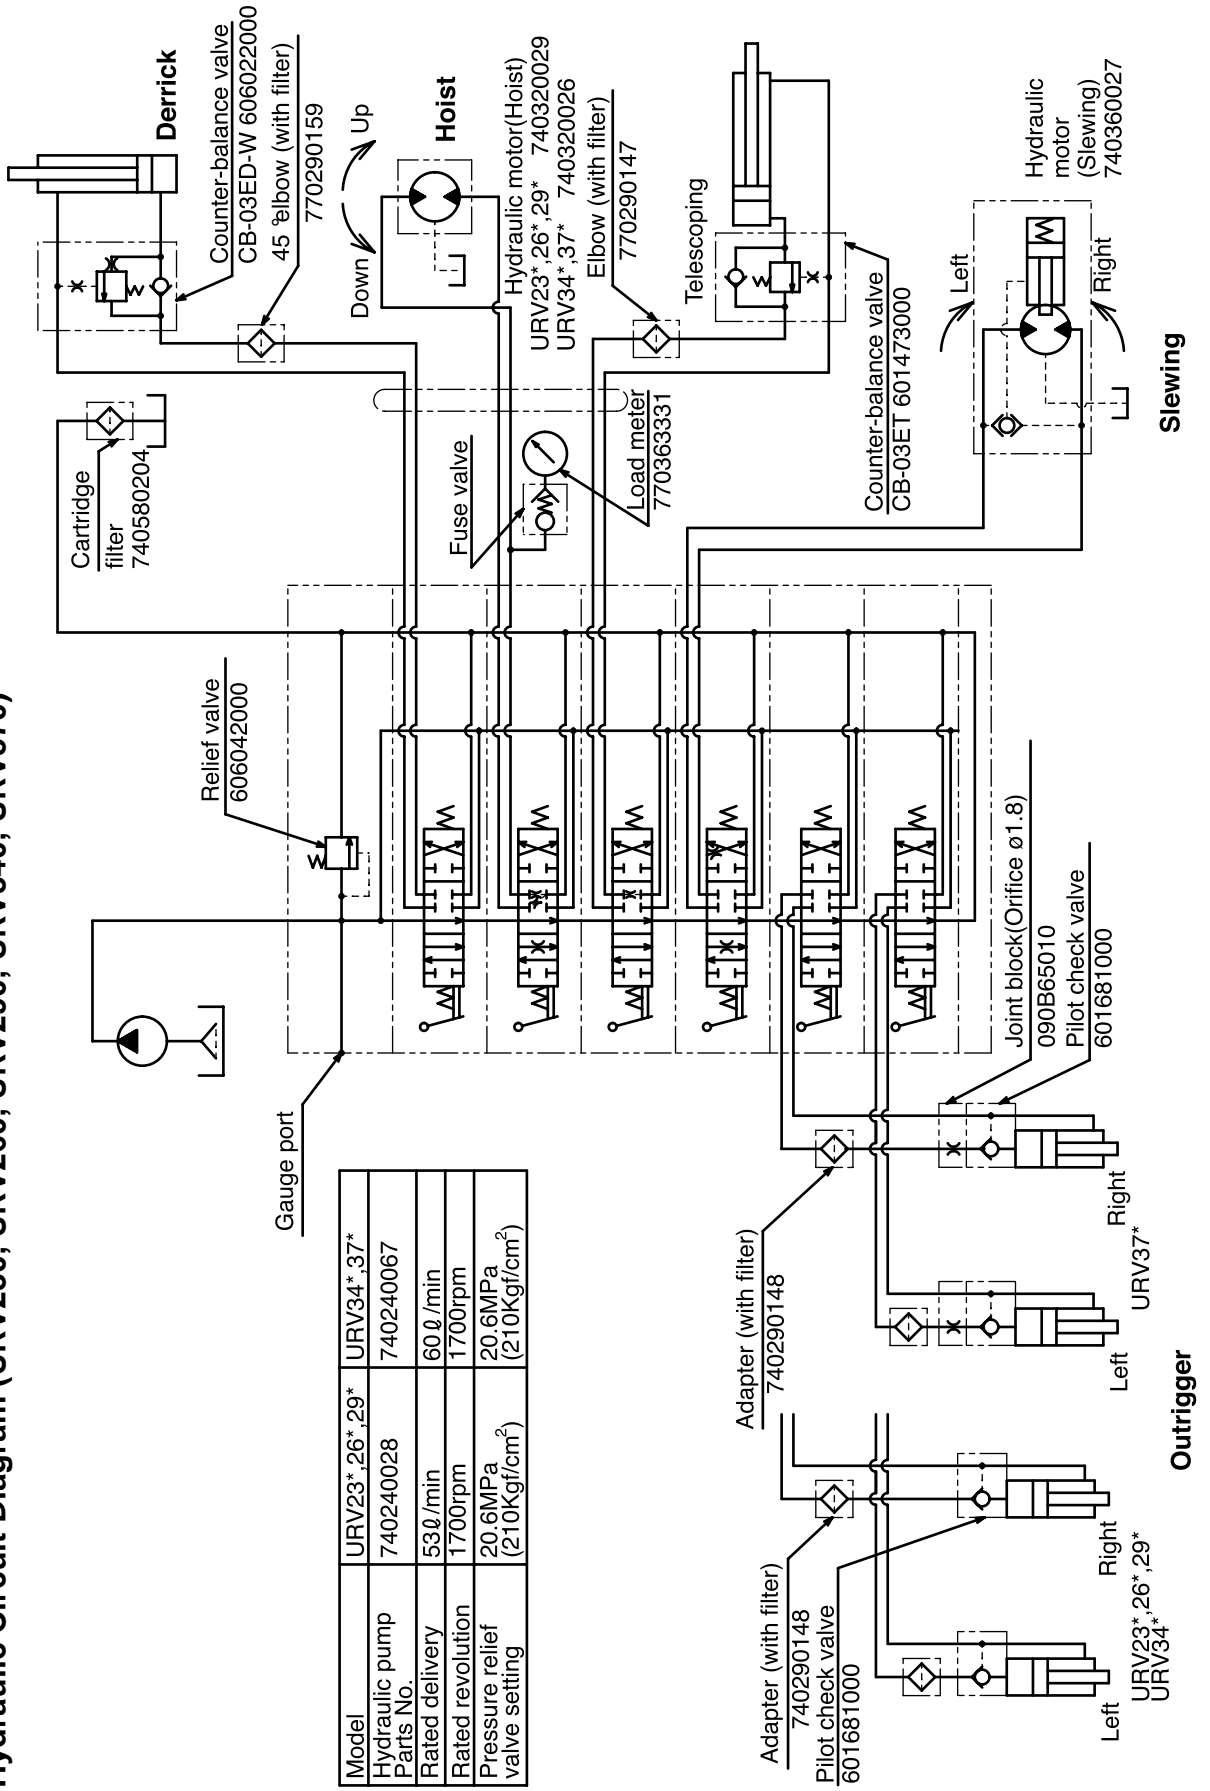 Hydraulic Circuit Diagram
Gauge port
Relief valve
606042000
Cartridge
filter
740580204
Derrick
Counter-balance valve
CB-03ED-W 606022000
45 °elbow (with filter)
770290159
Down
Up
Hoist
Fuse valve
Hydraulic motor(Hoist)
URV23*,26*,29* 740320029
URV34*,37* 740320026
Elbow (with filter)
770290147
Load meter
770363331
Telescoping
Counter-balance valve
CB-03ET 601473000
Left
Right
Hydraulic
motor
(Slewing)
740360027
Slewing
Model URV23*,26*,29* URV34*,37*
Hydraulic pump
Parts No. 740240028 740240067
Rated delivery 53ℓ/min 60ℓ/min
Rated revolution 1700rpm 1700rpm
Pressure relief
valve setting
20.6MPa
(210Kgf/cm²)
20.6MPa
(210Kgf/cm²)
Adapter (with filter)
740290148
Pilot check valve
601681000
Left
Right
URV23*,26*,29*
URV34*
Adapter (with filter)
740290148
Joint block(Orifice ø1.8)
090B65010
Pilot check valve
601681000
Left
Right
URV37*
Outrigger